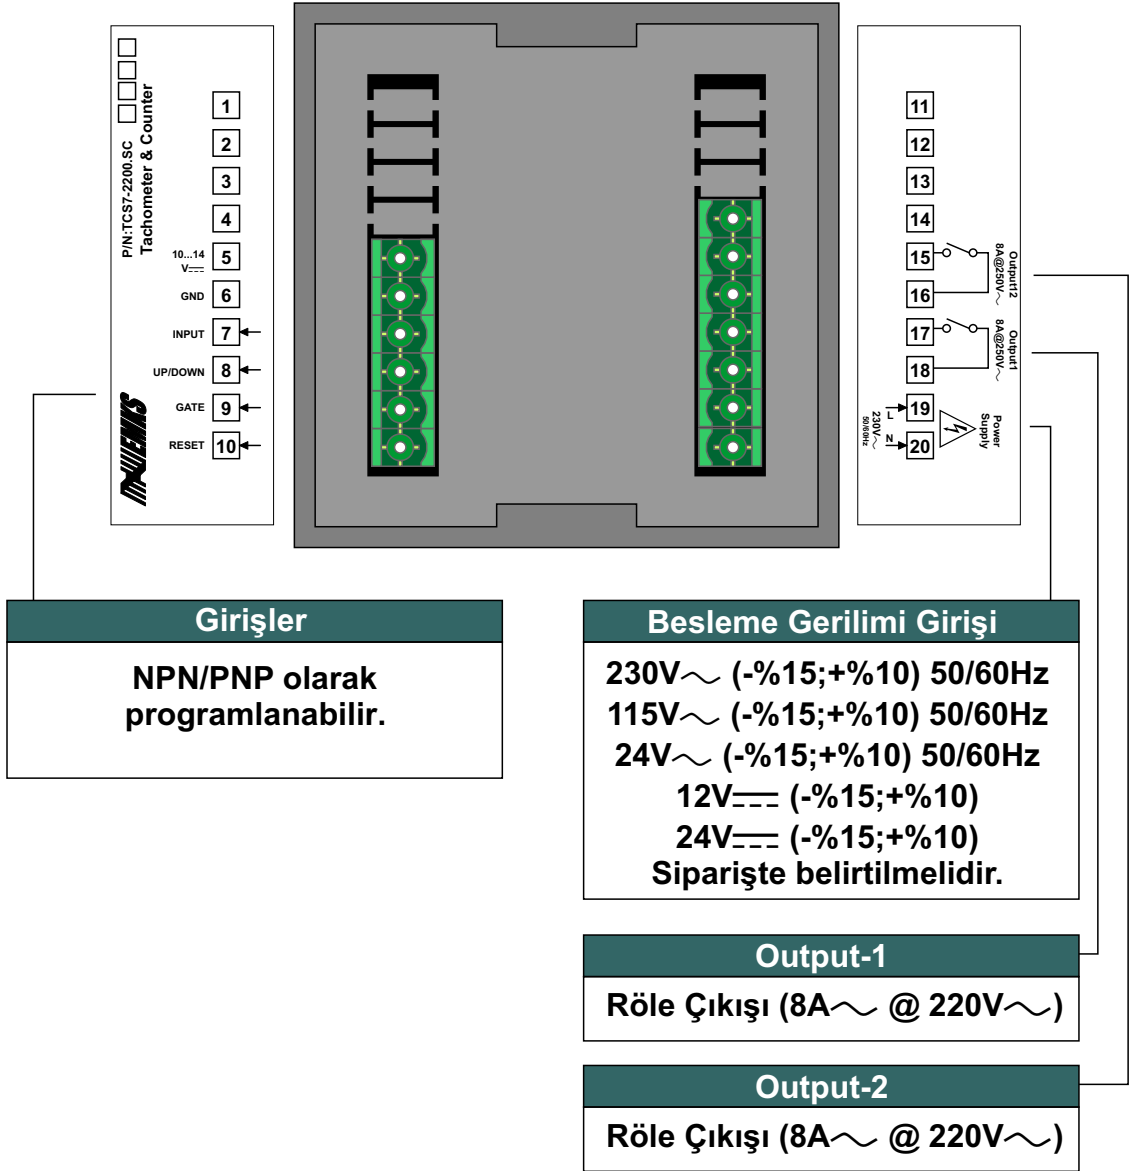 P/N:TCS7-2200.SC
Tachometer & Counter
1
2
3
4
10...14
V
5
GND 6
INPUT 7
UP/DOWN 8
GATE 9
RESET 10
11
12
13
14
15
16
17
18
19
20
Output12
8A@250V~
Output1
8A@250V~
L
N
230V~
50/60Hz
Power
Supply
Girişler
NPN/PNP olarak
programlanabilir.
Besleme Gerilimi Girişi
230V~ (-%15;+%10) 50/60Hz
115V~ (-%15;+%10) 50/60Hz
24V~ (-%15;+%10) 50/60Hz
12V⎓ (-%15;+%10)
24V⎓ (-%15;+%10)
Siparişte belirtilmelidir.
Output-1
Röle Çıkışı (8A~ @ 220V~)
Output-2
Röle Çıkışı (8A~ @ 220V~)